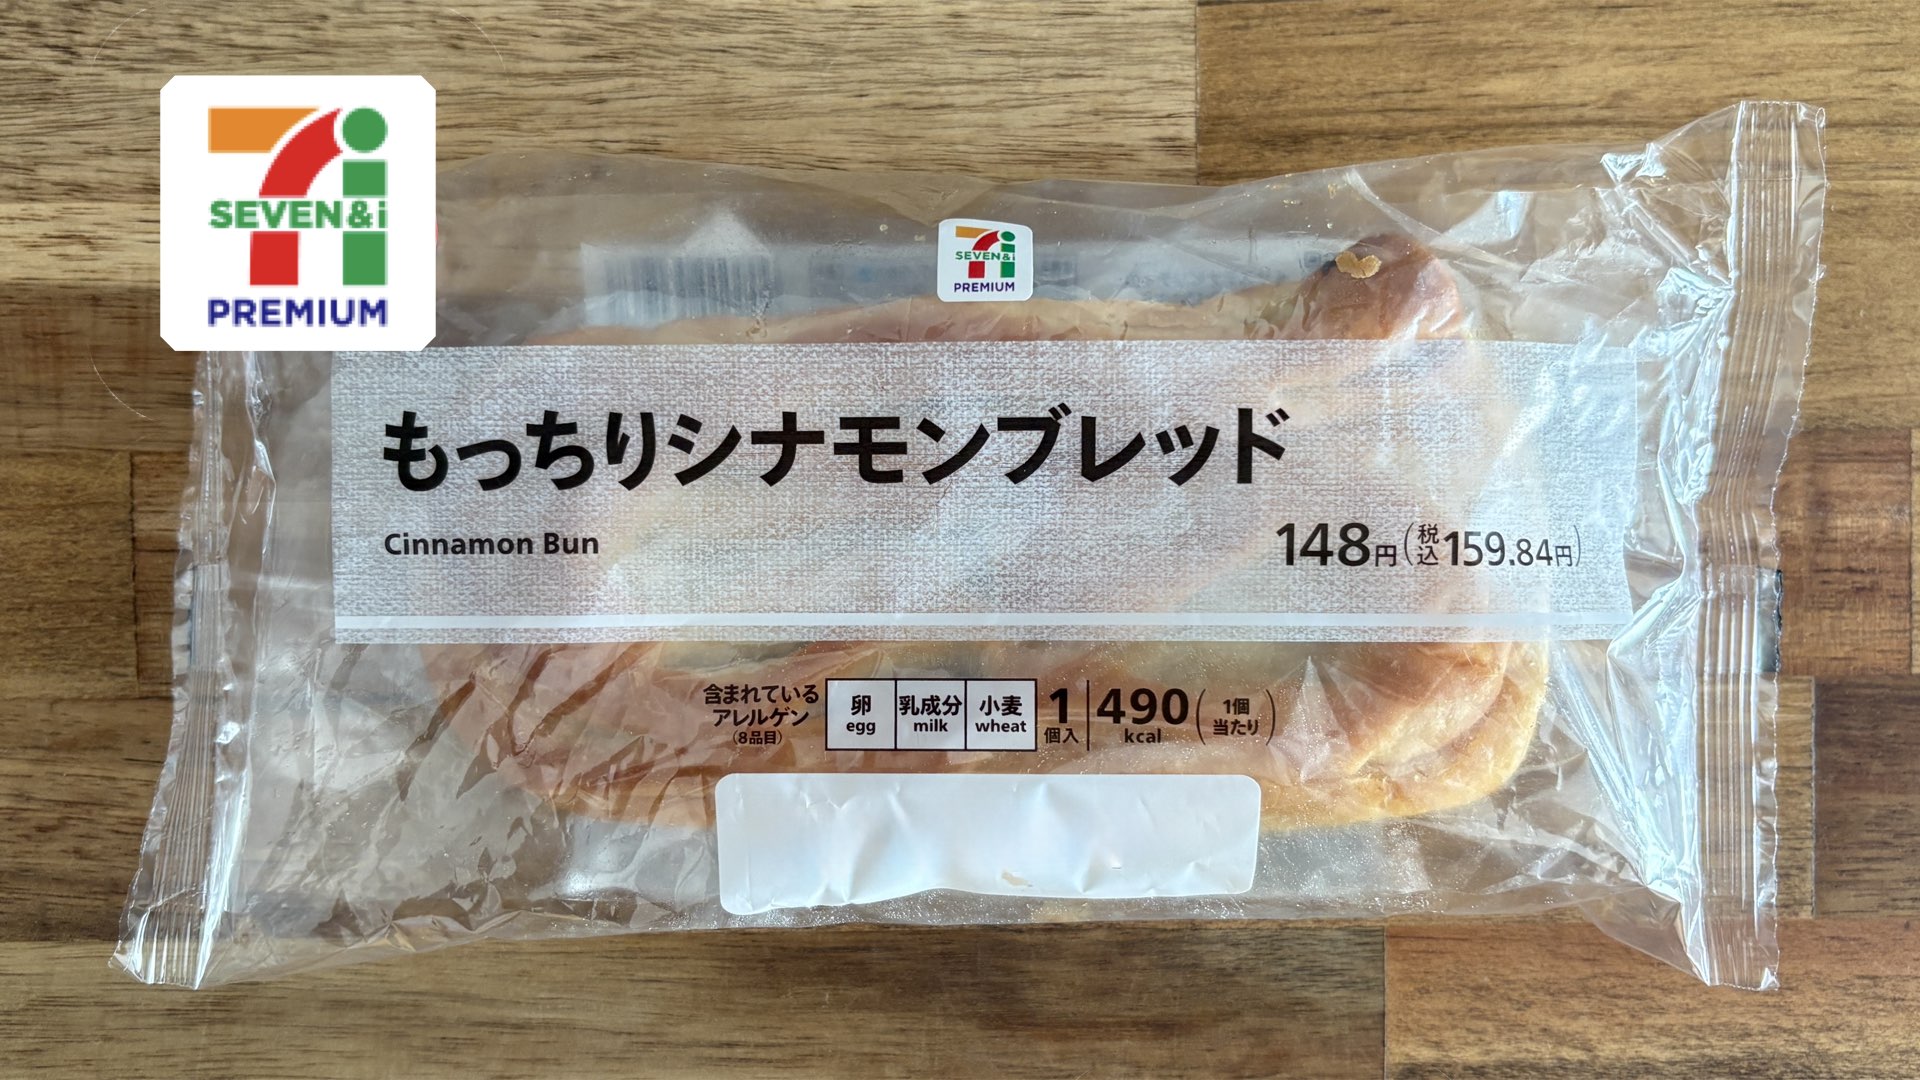 SEVEN&i
PREMIUM
SEVEN&i
PREMIUM
もっちりシナモンブレッド
Cinnamon Bun
148円(税込159.84円)
含まれている
アレルゲン
(8品目)
卵
egg
乳成分
milk
小麦
wheat
1
個入
490
kcal
(1個
当たり)